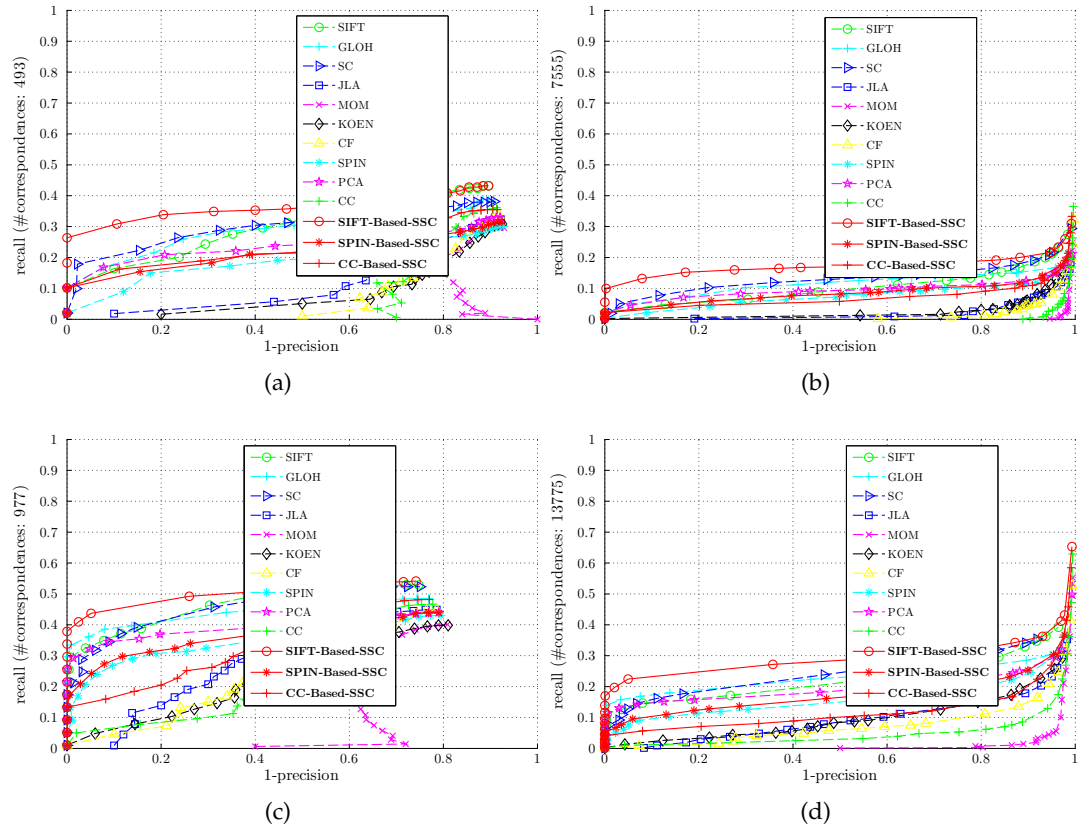 1
0.9
0.8
0.7
0.6
0.5
0.4
0.3
0.2
0.1
0
recall (#correspondences: 493)
0 0.2 0.4 0.6 0.8 1
1-precision
SIFT
GLOH
SC
JLA
MOM
KOEN
CF
SPIN
PCA
CC
SIFT-Based-SSC
SPIN-Based-SSC
CC-Based-SSC
(a)
1
0.9
0.8
0.7
0.6
0.5
0.4
0.3
0.2
0.1
0
recall (#correspondences: 7555)
0 0.2 0.4 0.6 0.8 1
1-precision
SIFT
GLOH
SC
JLA
MOM
KOEN
CF
SPIN
PCA
CC
SIFT-Based-SSC
SPIN-Based-SSC
CC-Based-SSC
(b)
1
0.9
0.8
0.7
0.6
0.5
0.4
0.3
0.2
0.1
0
recall (#correspondences: 977)
0 0.2 0.4 0.6 0.8 1
1-precision
SIFT
GLOH
SC
JLA
MOM
KOEN
CF
SPIN
PCA
CC
SIFT-Based-SSC
SPIN-Based-SSC
CC-Based-SSC
(c)
1
0.9
0.8
0.7
0.6
0.5
0.4
0.3
0.2
0.1
0
recall (#correspondences: 13775)
0 0.2 0.4 0.6 0.8 1
1-precision
SIFT
GLOH
SC
JLA
MOM
KOEN
CF
SPIN
PCA
CC
SIFT-Based-SSC
SPIN-Based-SSC
CC-Based-SSC
(d)